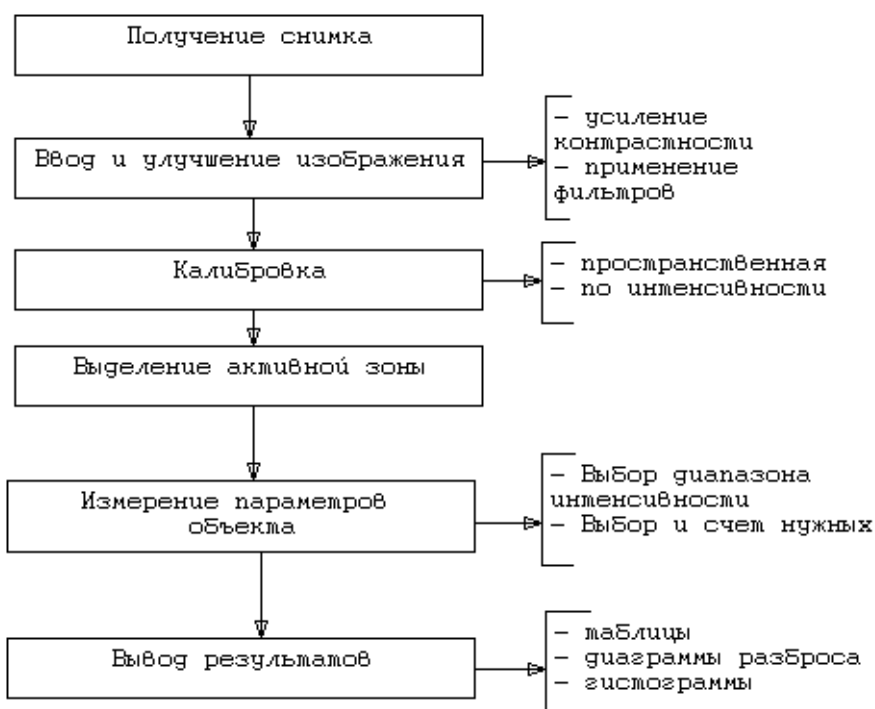 Получение снимка
Ввод и улучшение изображения
– усиление
контрастности
– применение
фильтров
Калибровка
– пространственная
– по интенсивности
Выделение активной зоны
Измерение параметров
объекта
– Выбор диапазона
интенсивности
– Выбор и счет нужных
Вывод результатов
– таблицы
– диаграммы разброса
– гистограммы